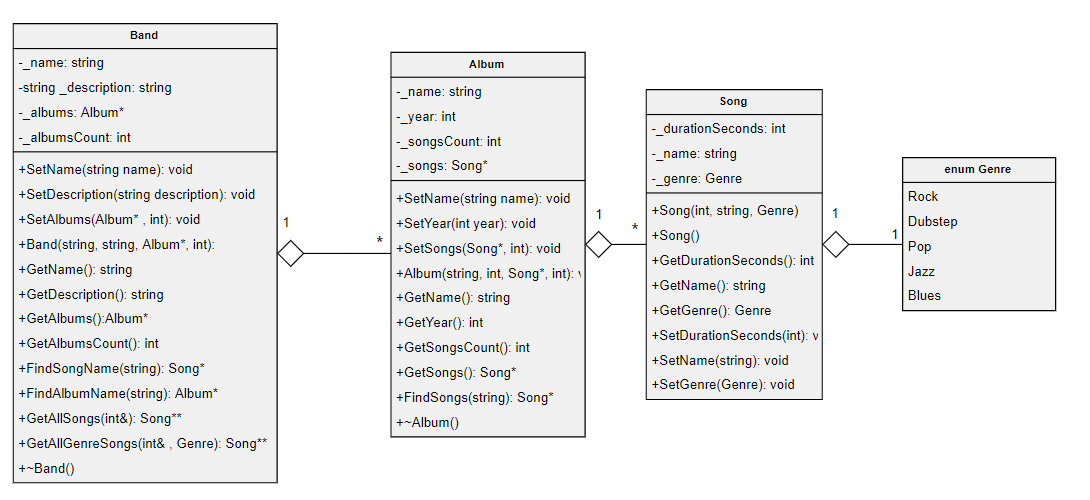 Band
-_name: string
-string _description: string
-_albums: Album*
-_albumsCount: int
+SetName(string name): void
+SetDescription(string description): void
+SetAlbums(Album* , int): void
+Band(string, string, Album*, int):
+GetName(): string
+GetDescription(): string
+GetAlbums():Album*
+GetAlbumsCount(): int
+FindSongName(string): Song*
+FindAlbumName(string): Album*
+GetAllSongs(int&): Song**
+GetAllGenreSongs(int& , Genre): Song**
+~Band()
1
*
Album
-_name: string
-_year: int
-_songsCount: int
-_songs: Song*
+SetName(string name): void
+SetYear(int year): void
+SetSongs(Song*, int): void
+Album(string, int, Song*, int):
+GetName(): string
+GetYear(): int
+GetSongsCount(): int
+GetSongs(): Song*
+FindSongs(string): Song*
+~Album()
1
*
Song
-_durationSeconds: int
-_name: string
-_genre: Genre
+Song(int, string, Genre)
+Song()
+GetDurationSeconds(): int
+GetName(): string
+GetGenre(): Genre
+SetDurationSeconds(int): v
+SetName(string): void
+SetGenre(Genre): void
1
1
enum Genre
Rock
Dubstep
Pop
Jazz
Blues